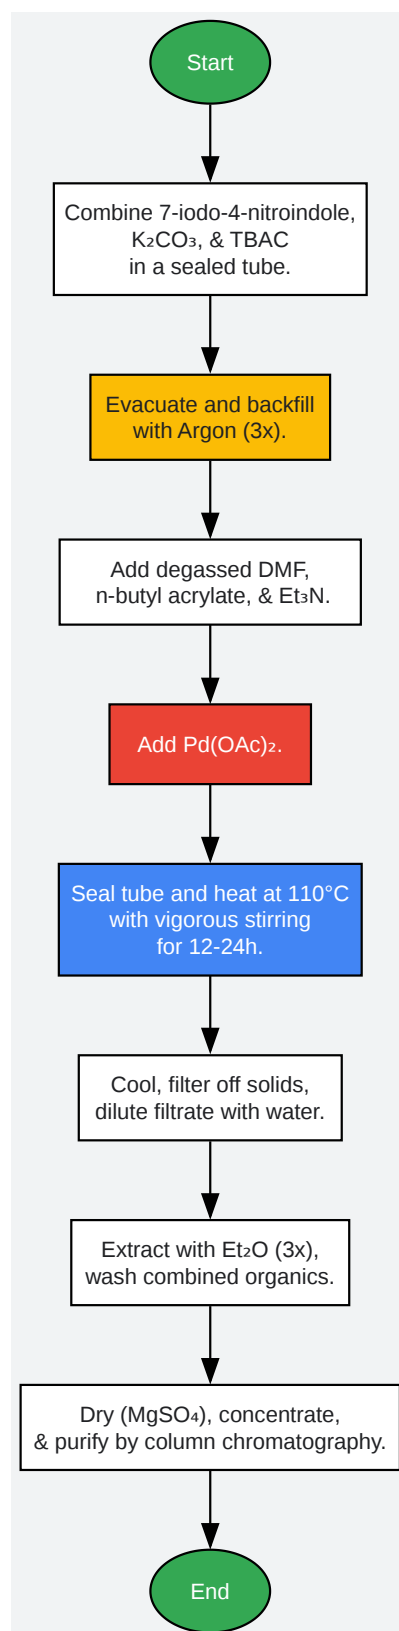 Start
Combine 7-iodo-4-nitroindole,
K₂CO₃, & TBAC
in a sealed tube.
Evacuate and backfill
with Argon (3x).
Add degassed DMF,
n-butyl acrylate, & Et₃N.
Add Pd(OAc)₂.
Seal tube and heat at 110°C
with vigorous stirring
for 12-24h.
Cool, filter off solids,
dilute filtrate with water.
Extract with Et₂O (3x),
wash combined organics.
Dry (MgSO₄), concentrate,
& purify by column chromatography.
End